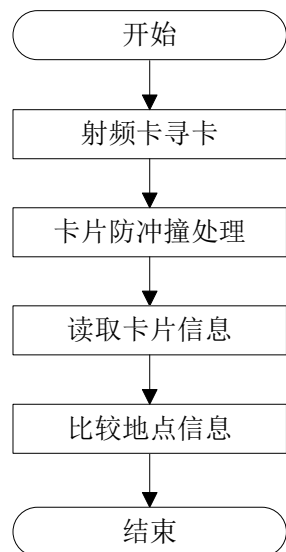 开始
射频卡寻卡
卡片防冲撞处理
读取卡片信息
比较地点信息
结束